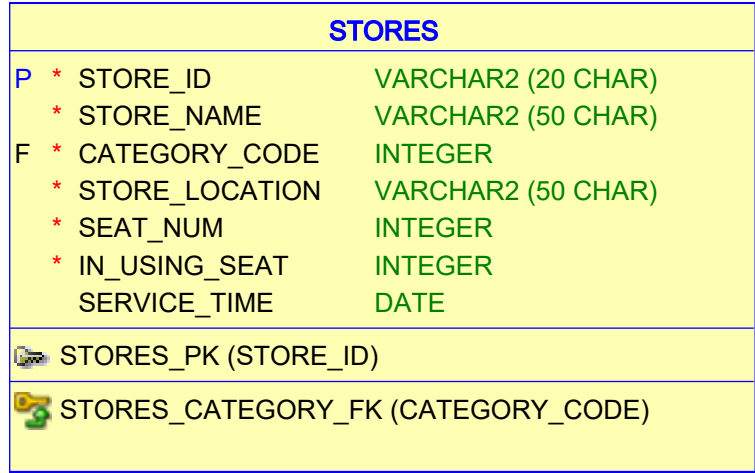 STORES
P * STORE_ID VARCHAR2 (20 CHAR)
* STORE_NAME VARCHAR2 (50 CHAR)
F * CATEGORY_CODE INTEGER
* STORE_LOCATION VARCHAR2 (50 CHAR)
* SEAT_NUM INTEGER
* IN_USING_SEAT INTEGER
SERVICE_TIME DATE
STORES_PK (STORE_ID)
STORES_CATEGORY_FK (CATEGORY_CODE)